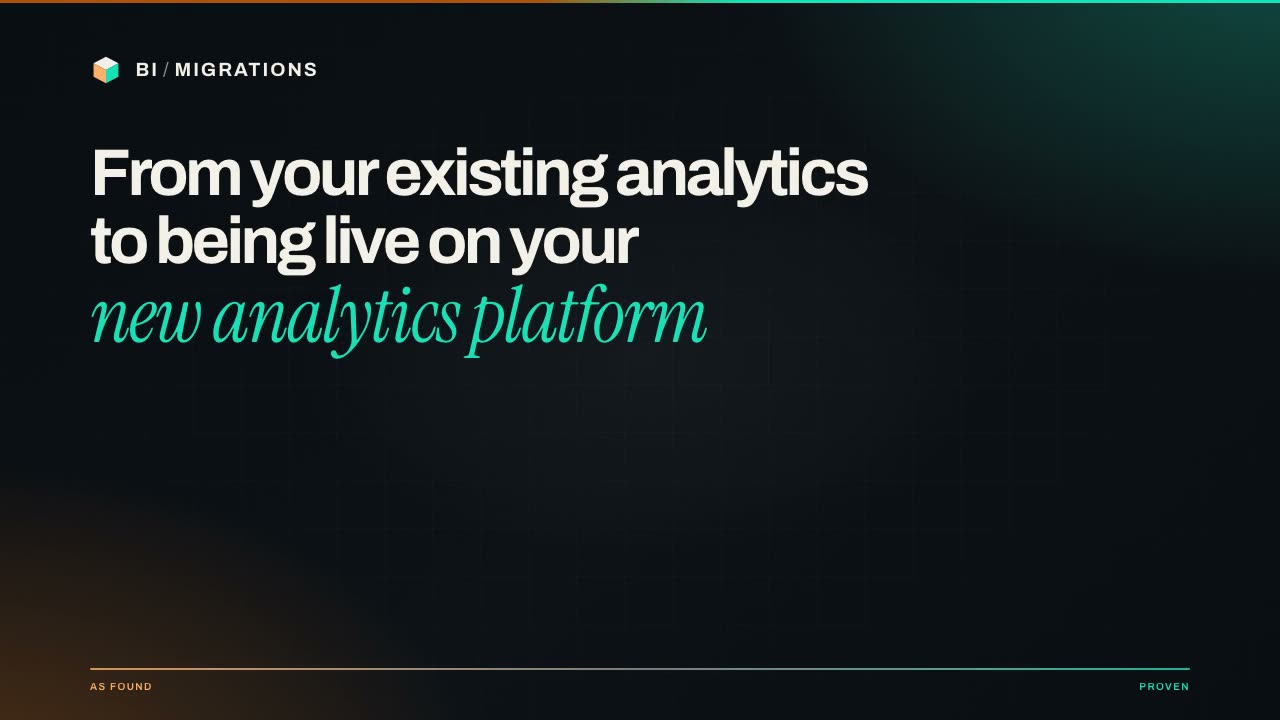 BI / MIGRATIONS
From your existing analytics
to being live on your
new analytics platform
AS FOUND
PROVEN